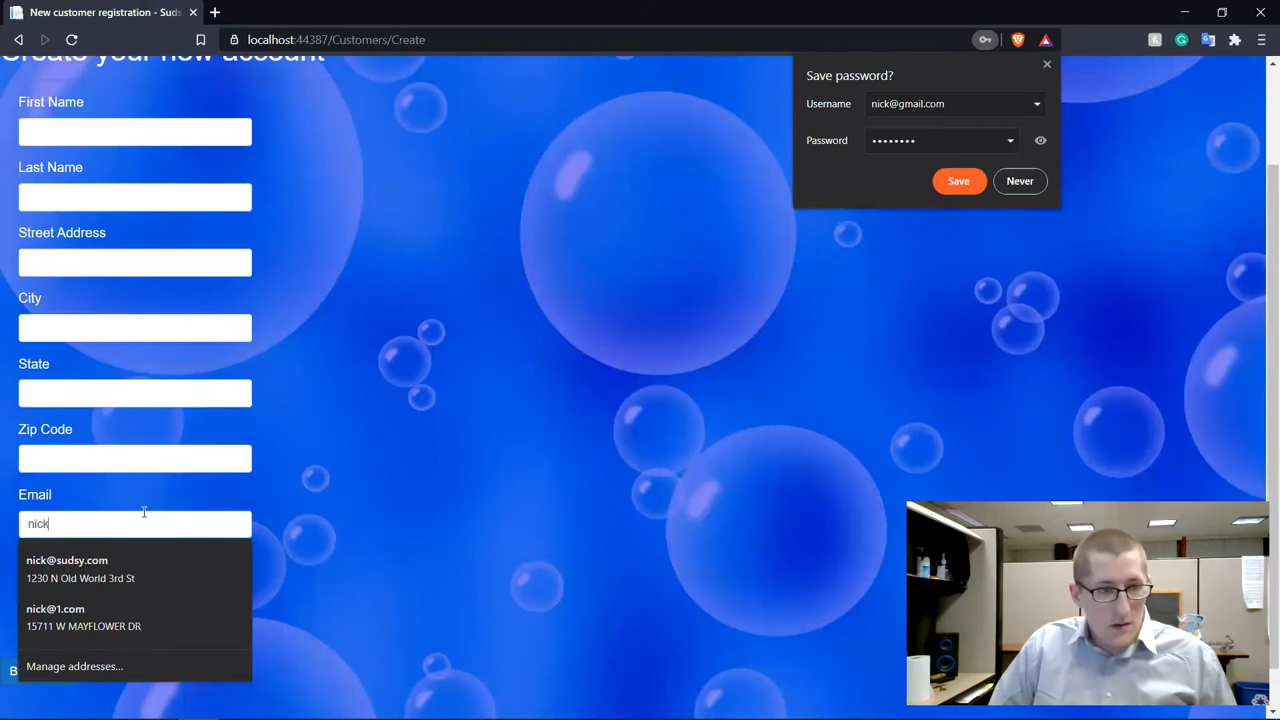 New customer registration - Suds
localhost:44387/Customers/Create
Create your new account
First Name
Last Name
Street Address
City
State
Zip Code
Email
nick
nick@sudsy.com
1230 N Old World 3rd St
nick@1.com
15711 W MAYFLOWER DR
Manage addresses...
B
Save password?
Username nick@gmail.com
Password ••••••••
Save Never